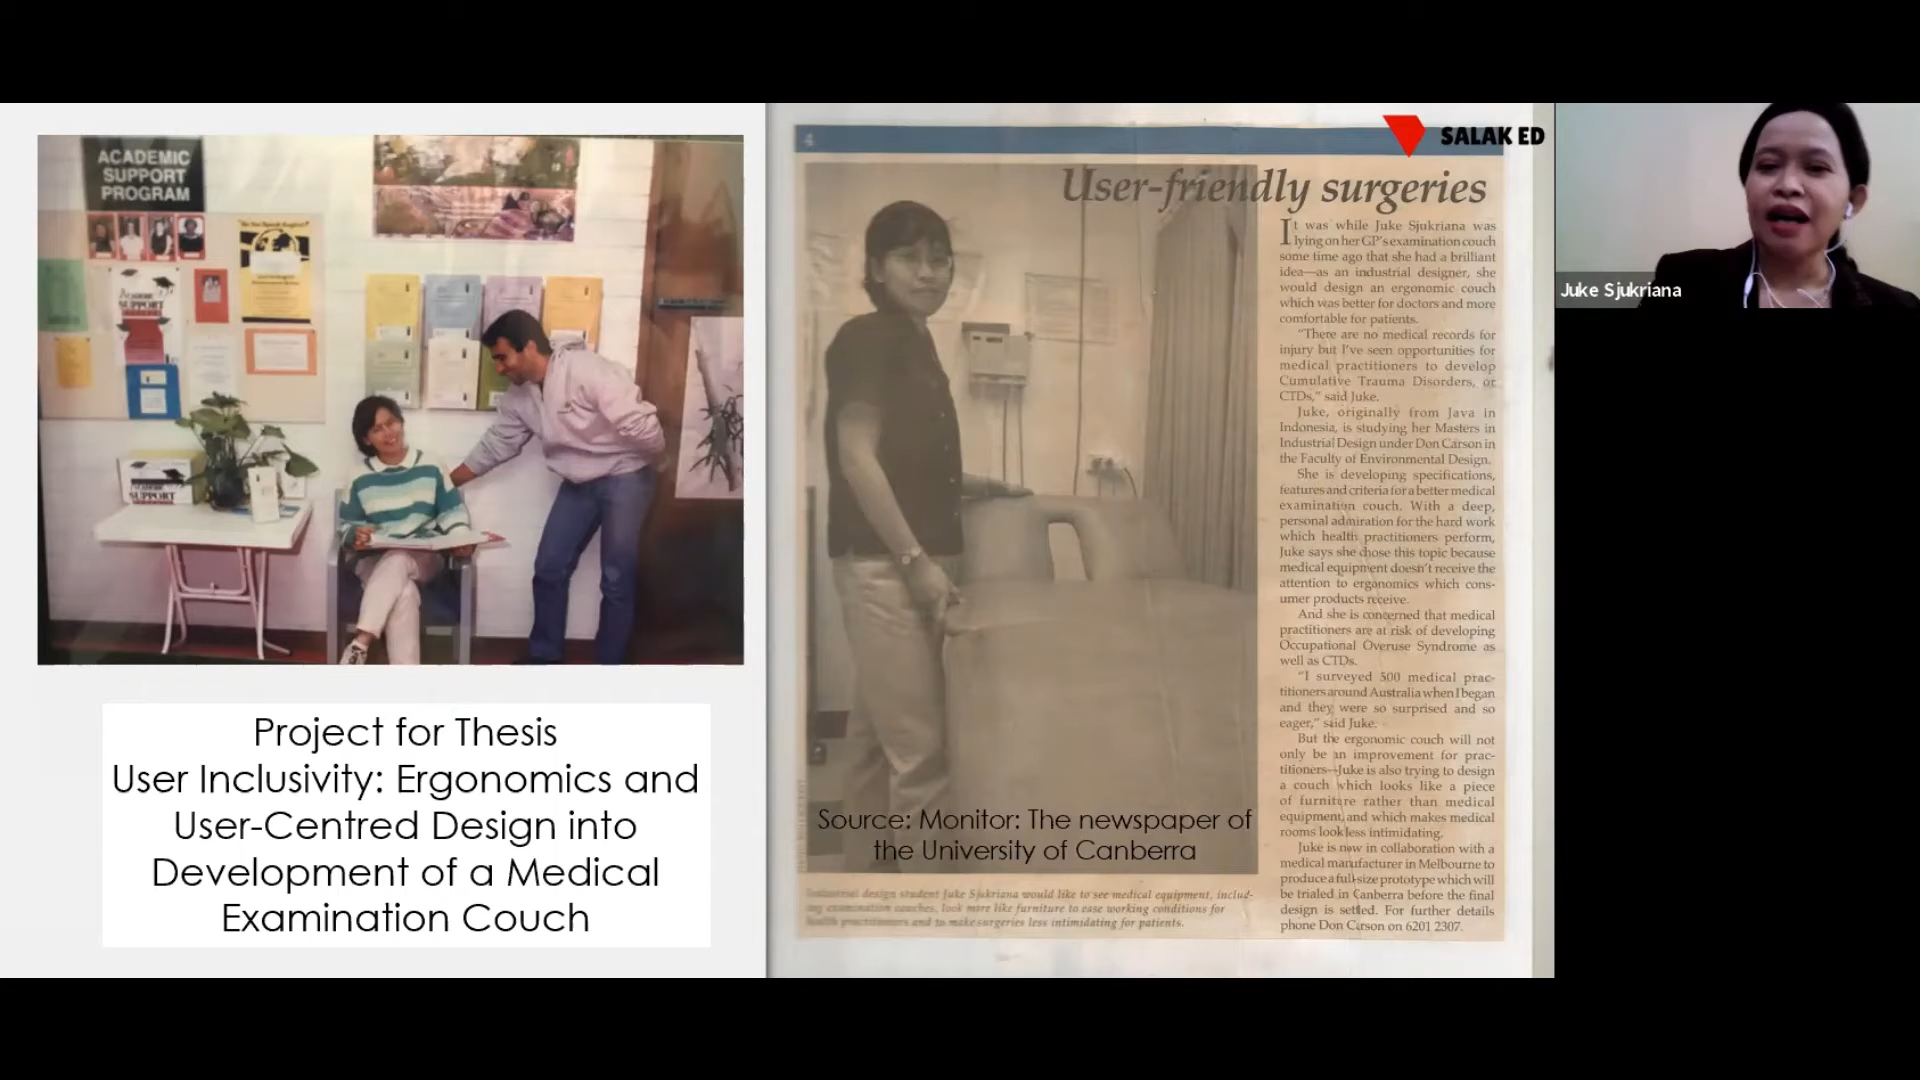 ACADEMIC
SUPPORT
PROGRAM
ACADEMIC
SUPPORT
ACADEMIC
SUPPORT
Project for Thesis
User Inclusivity: Ergonomics and
User-Centred Design into
Development of a Medical
Examination Couch
4
SALAK ED
User-friendly surgeries
It was while Juke Sjukriana was
lying on her GP's examination couch
some time ago that she had a brilliant
idea—as an industrial designer, she
would design an ergonomic couch
which was better for doctors and more
comfortable for patients.
"There are no medical records for
injury but I've seen opportunities for
medical practitioners to develop
Cumulative Trauma Disorders, or
CTDs," said Juke.
Juke, originally from Java in
Indonesia, is studying her Masters in
Industrial Design under Don Carson in
the Faculty of Environmental Design.
She is developing specifications,
features and criteria for a better medical
examination couch. With a deep,
personal admiration for the hard work
which health practitioners perform,
Juke says she chose this topic because
medical equipment doesn't receive the
attention to ergonomics which cons-
umer products receive.
And she is concerned that medical
practitioners are at risk of developing
Occupational Overuse Syndrome as
well as CTDs.
"I surveyed 500 medical prac-
titioners around Australia when I began
and they were so surprised and so
eager," said Juke.
But the ergonomic couch will not
only be an improvement for prac-
titioners—Juke is also trying to design
a couch which looks like a piece
of furniture rather than medical
equipment, and which makes medical
rooms look less intimidating.
Juke is now in collaboration with a
medical manufacturer in Melbourne to
produce a full-size prototype which will
be trialed in Canberra before the final
design is settled. For further details
phone Don Carson on 6201 2307.
Source: Monitor: The newspaper of
the University of Canberra
Industrial design student Juke Sjukriana would like to see medical equipment, includ-
ing examination couches, look more like furniture to ease working conditions for
health practitioners and to make surgeries less intimidating for patients.
Juke Sjukriana